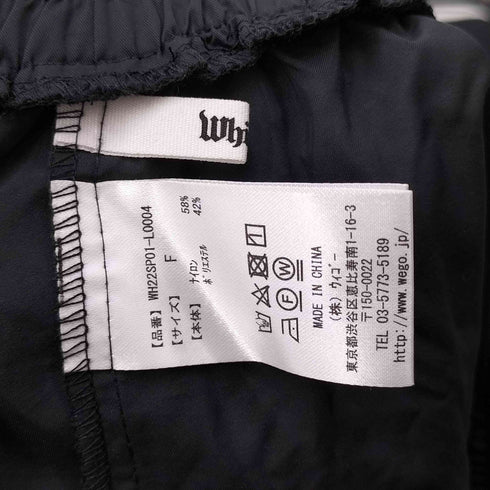 Whi
【品番】 WH22SP01-L0004
【サイズ】 F
【本体】 ナイロン 58%
ポリエステル 42%
MADE IN CHINA
(株) ウィゴー
東京都渋谷区恵比寿南1-16-3
〒150-0022
TEL 03-5773-5189
http://www.wego.jp/